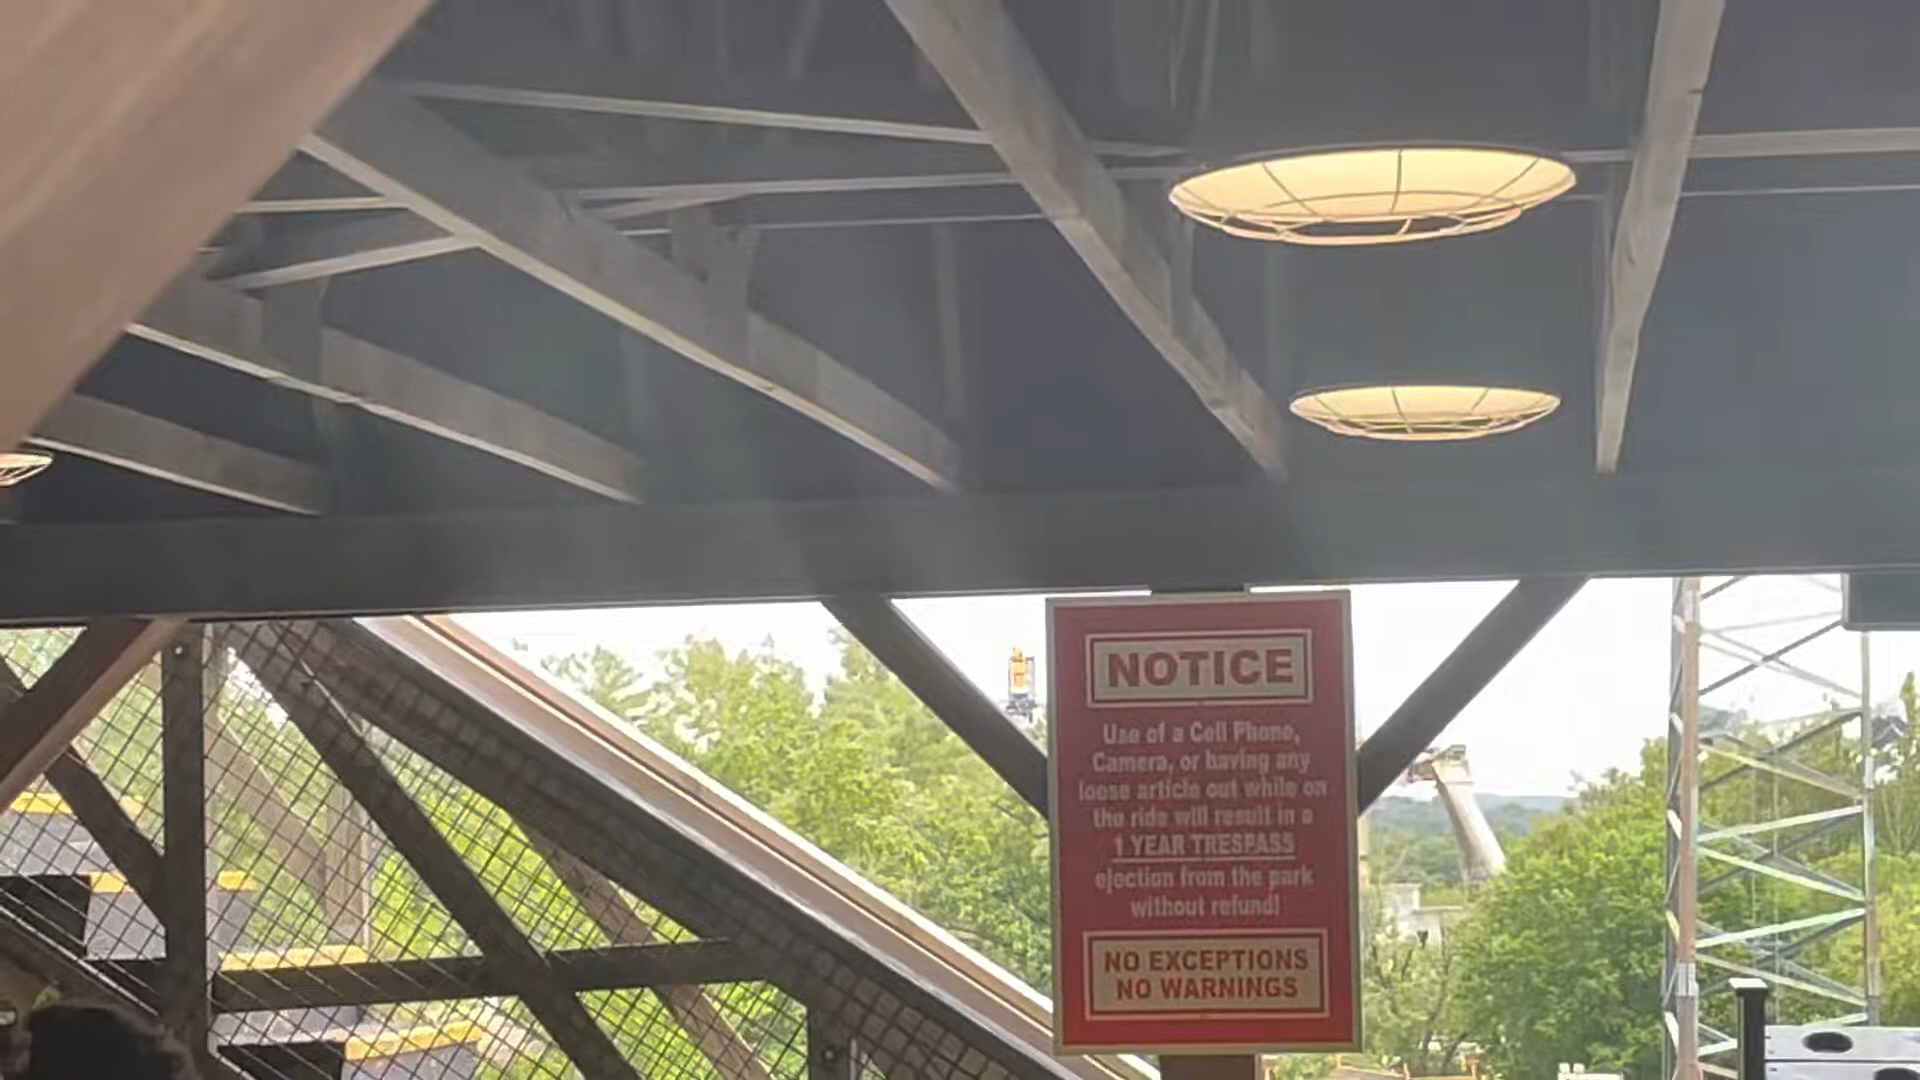 NOTICE
Use of a Cell Phone,
Camera, or having any
loose article out while on
the ride will result in a
1 YEAR TRESPASS
ejection from the park
without refund!
NO EXCEPTIONS
NO WARNINGS